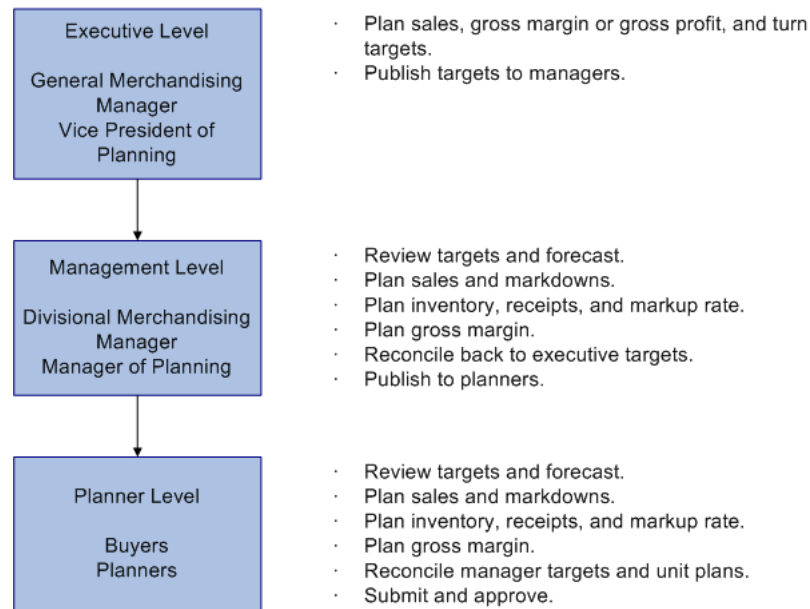 Executive Level
General Merchandising
Manager
Vice President of
Planning
· Plan sales, gross margin or gross profit, and turn
targets.
· Publish targets to managers.
Management Level
Divisional Merchandising
Manager
Manager of Planning
· Review targets and forecast.
· Plan sales and markdowns.
· Plan inventory, receipts, and markup rate.
· Plan gross margin.
· Reconcile back to executive targets.
· Publish to planners.
Planner Level
Buyers
Planners
· Review targets and forecast.
· Plan sales and markdowns.
· Plan inventory, receipts, and markup rate.
· Plan gross margin.
· Reconcile manager targets and unit plans.
· Submit and approve.